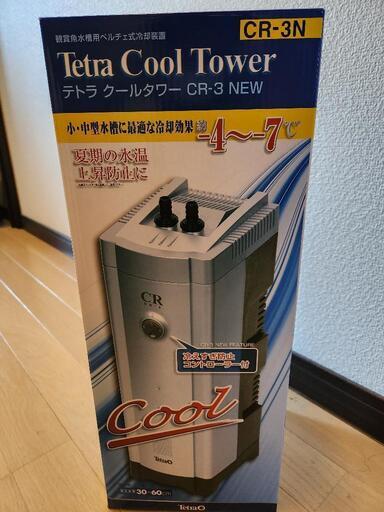 観賞魚水槽用ペルチェ式冷却装置
CR-3N
Tetra Cool Tower
テトラ クールタワー CR-3 NEW
小・中型水槽に最適な冷却効果 約-4〜-7℃
夏期の水温
上昇防止に
CR
CR-3 NEW FEATURE
冷えすぎ防止
コントローラー付
Cool
Tetra
30〜60cm